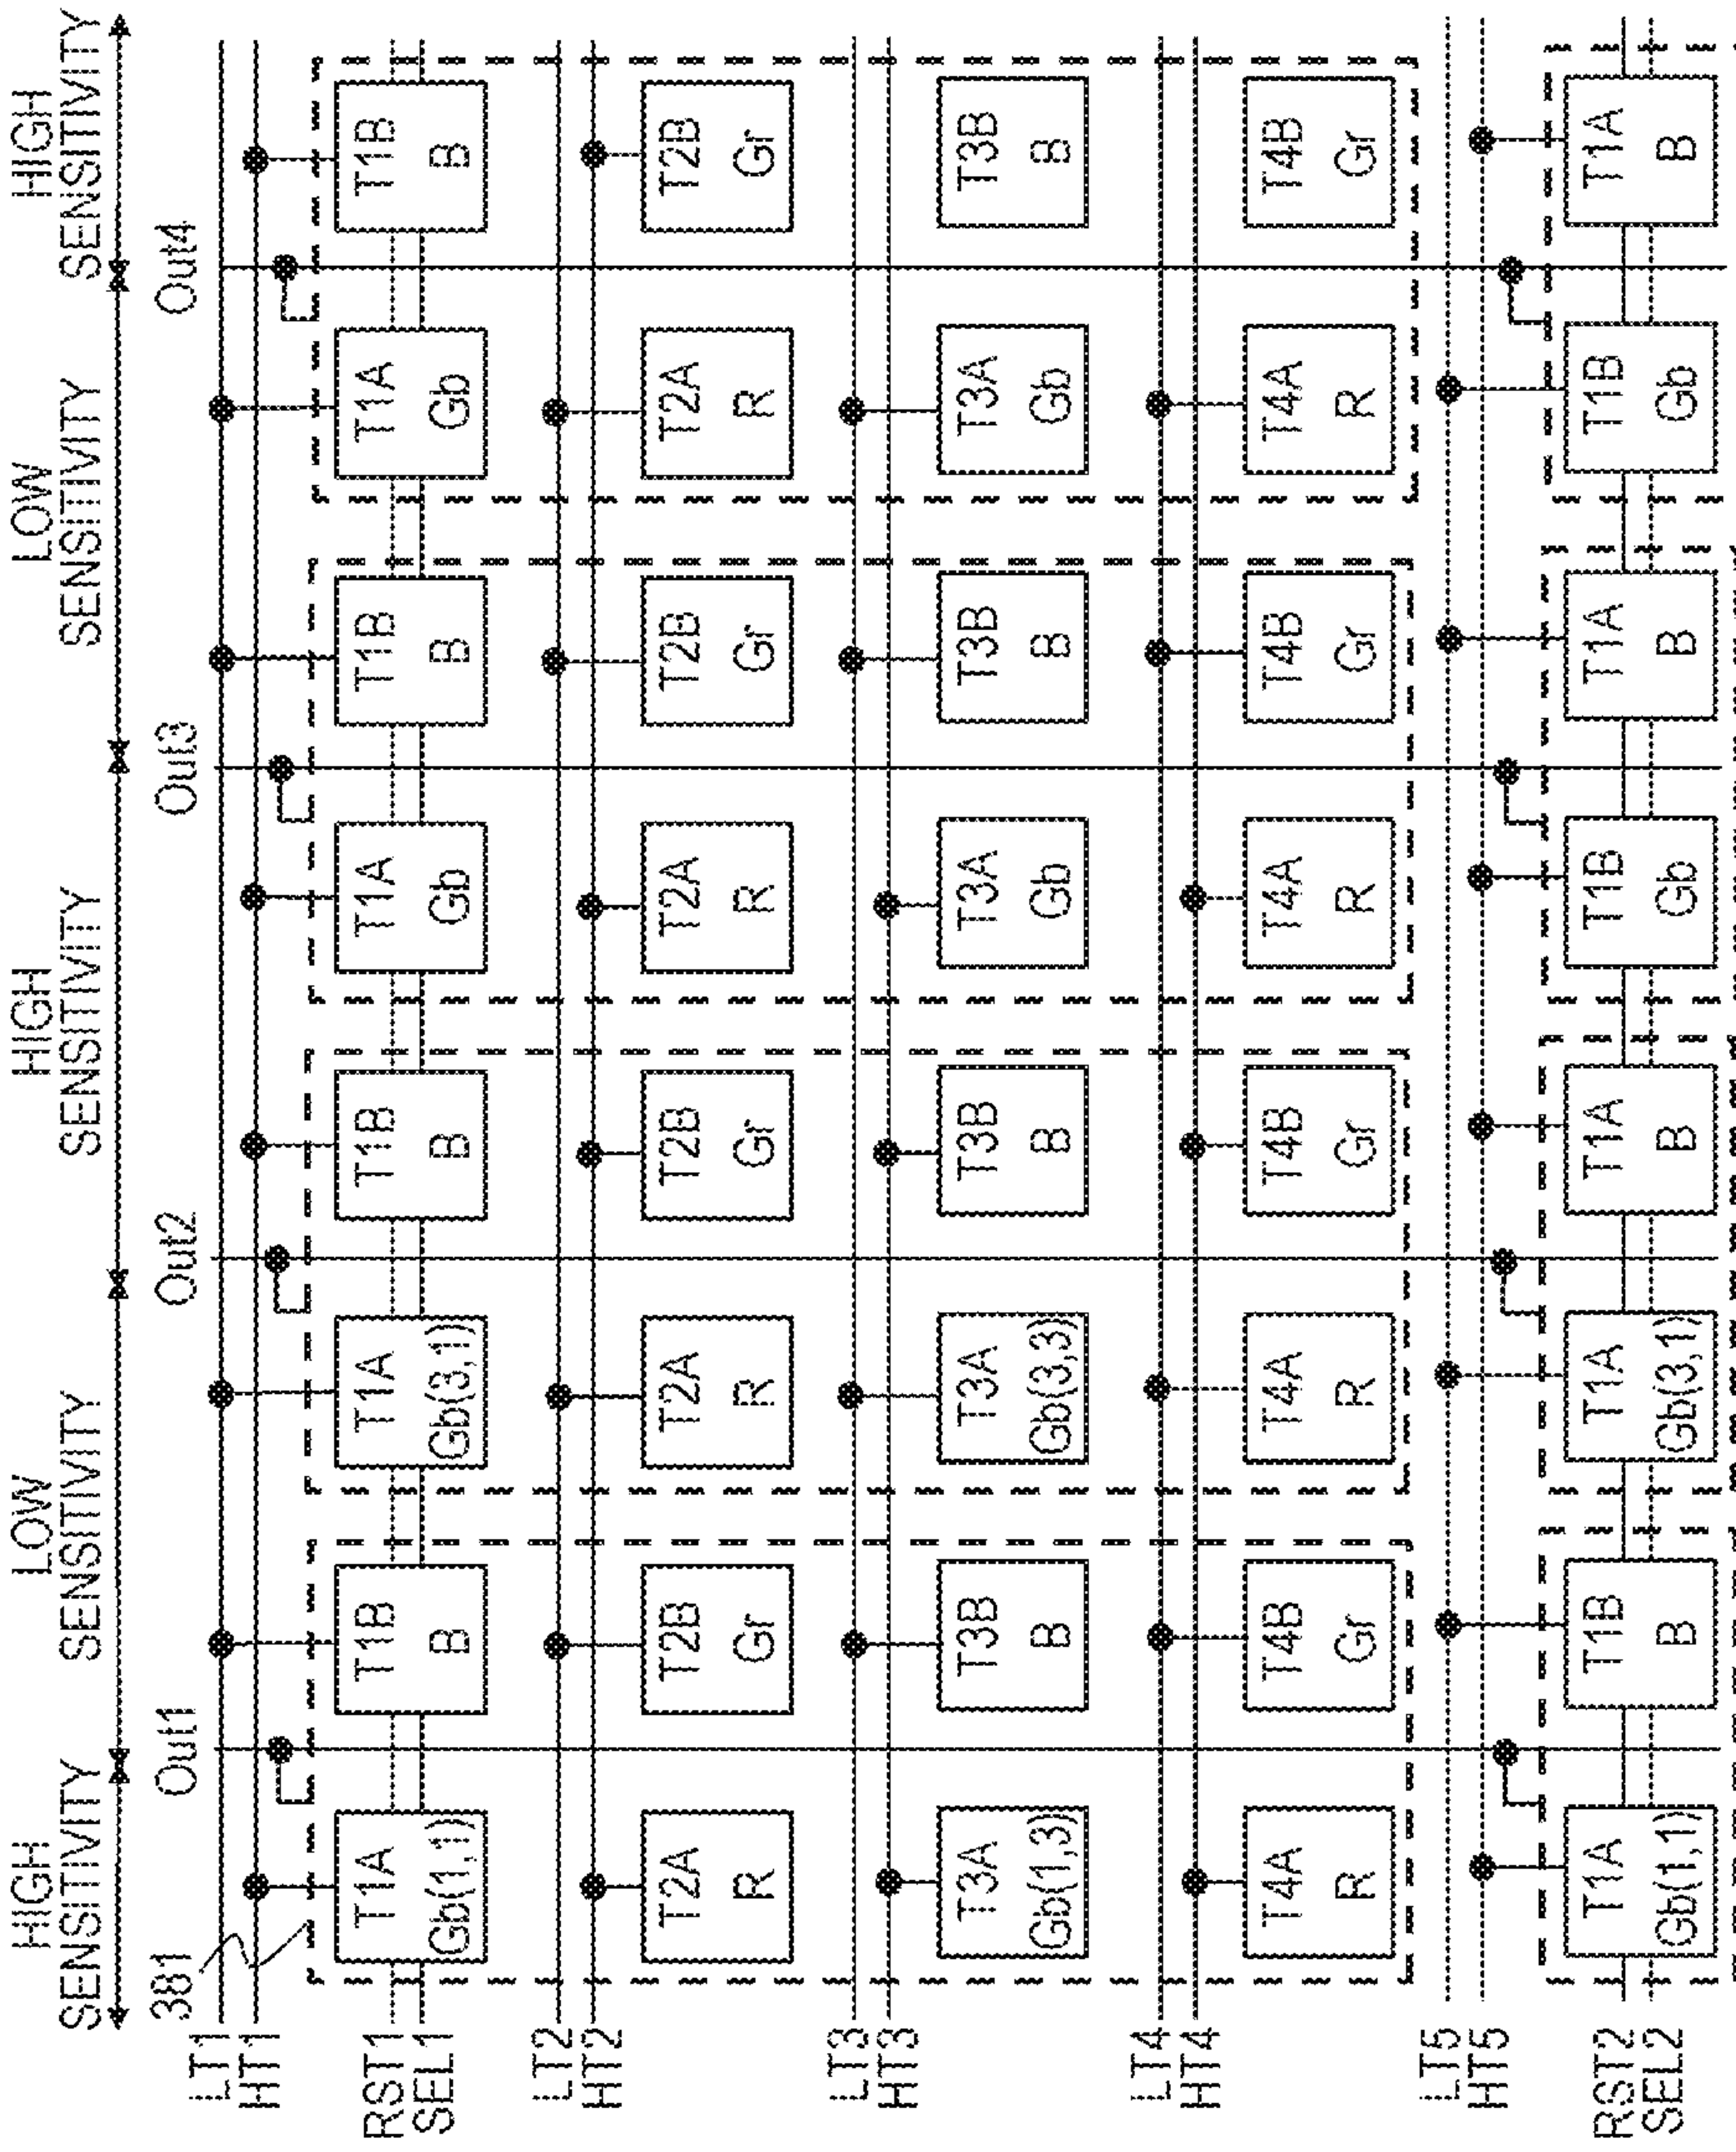 HIGH LOW HIGH LOW HIGH
SENSITIVITY SENSITIVITY SENSITIVITY SENSITIVITY SENSITIVITY
381 Out1 Out2 Out3 Out4
LT1
HT1
T1A T1B T1A T1B T1A T1B T1A T1B
RST1
SEL1
Gb(1,1) B Gb(3,1) B Gb B Gb B
LT2
HT2
T2A T2B T2A T2B T2A T2B T2A T2B
R Gr R Gr R Gr R Gr
LT3
HT3
T3A T3B T3A T3B T3A T3B T3A T3B
Gb(1,3) B Gb(3,3) B Gb B Gb B
LT4
HT4
T4A T4B T4A T4B T4A T4B T4A T4B
R Gr R Gr R Gr R Gr
LT5
HT5
T1A T1B T1A T1A T1B T1A T1B T1A
RST2
SEL2
Gb(1,1) B Gb(3,1) B Gb B Gb B